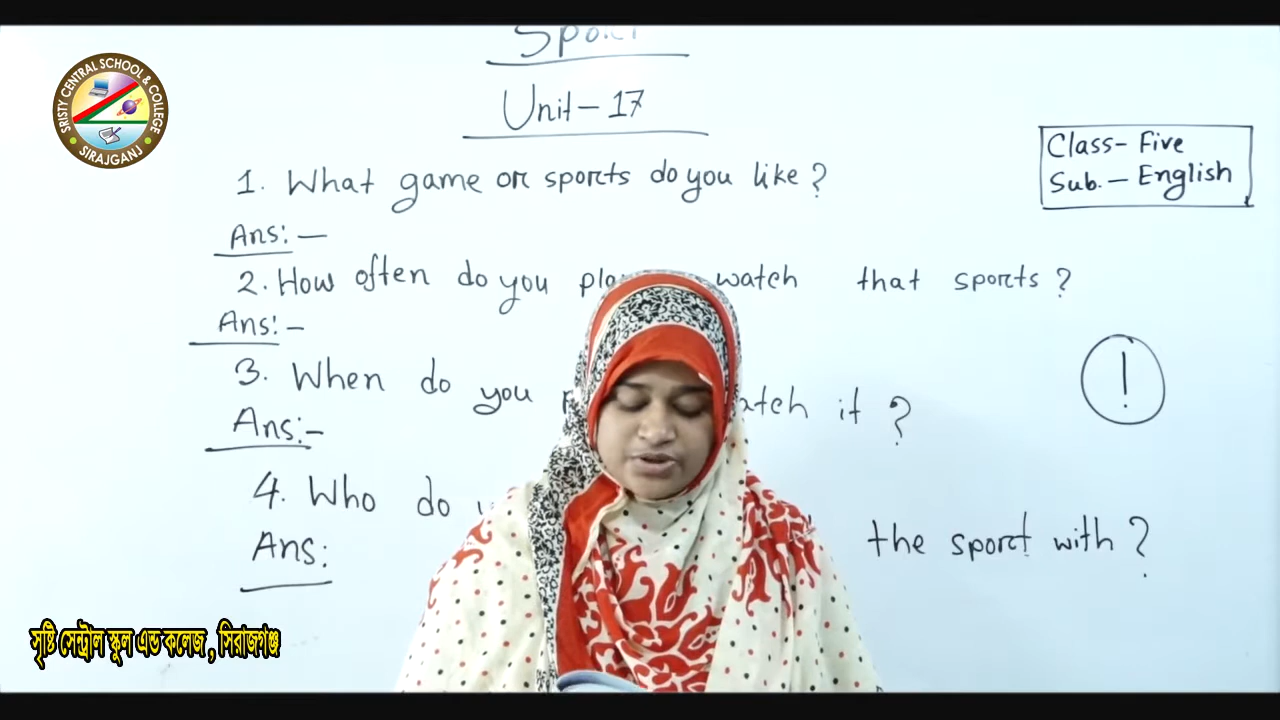 SRISTY CENTRAL SCHOOL & COLLEGE
SIRAJGANJ
Unit-17
Class- Five
Sub.- English
1. What game or sports do you like?
Ans:-
2. How often do you watch that sports?
Ans:-
3. When do you it?
Ans:-
4. Who do the sport with?
Ans:
সৃষ্টি সেন্ট্রাল স্কুল এন্ড কলেজ, সিরাজগঞ্জ